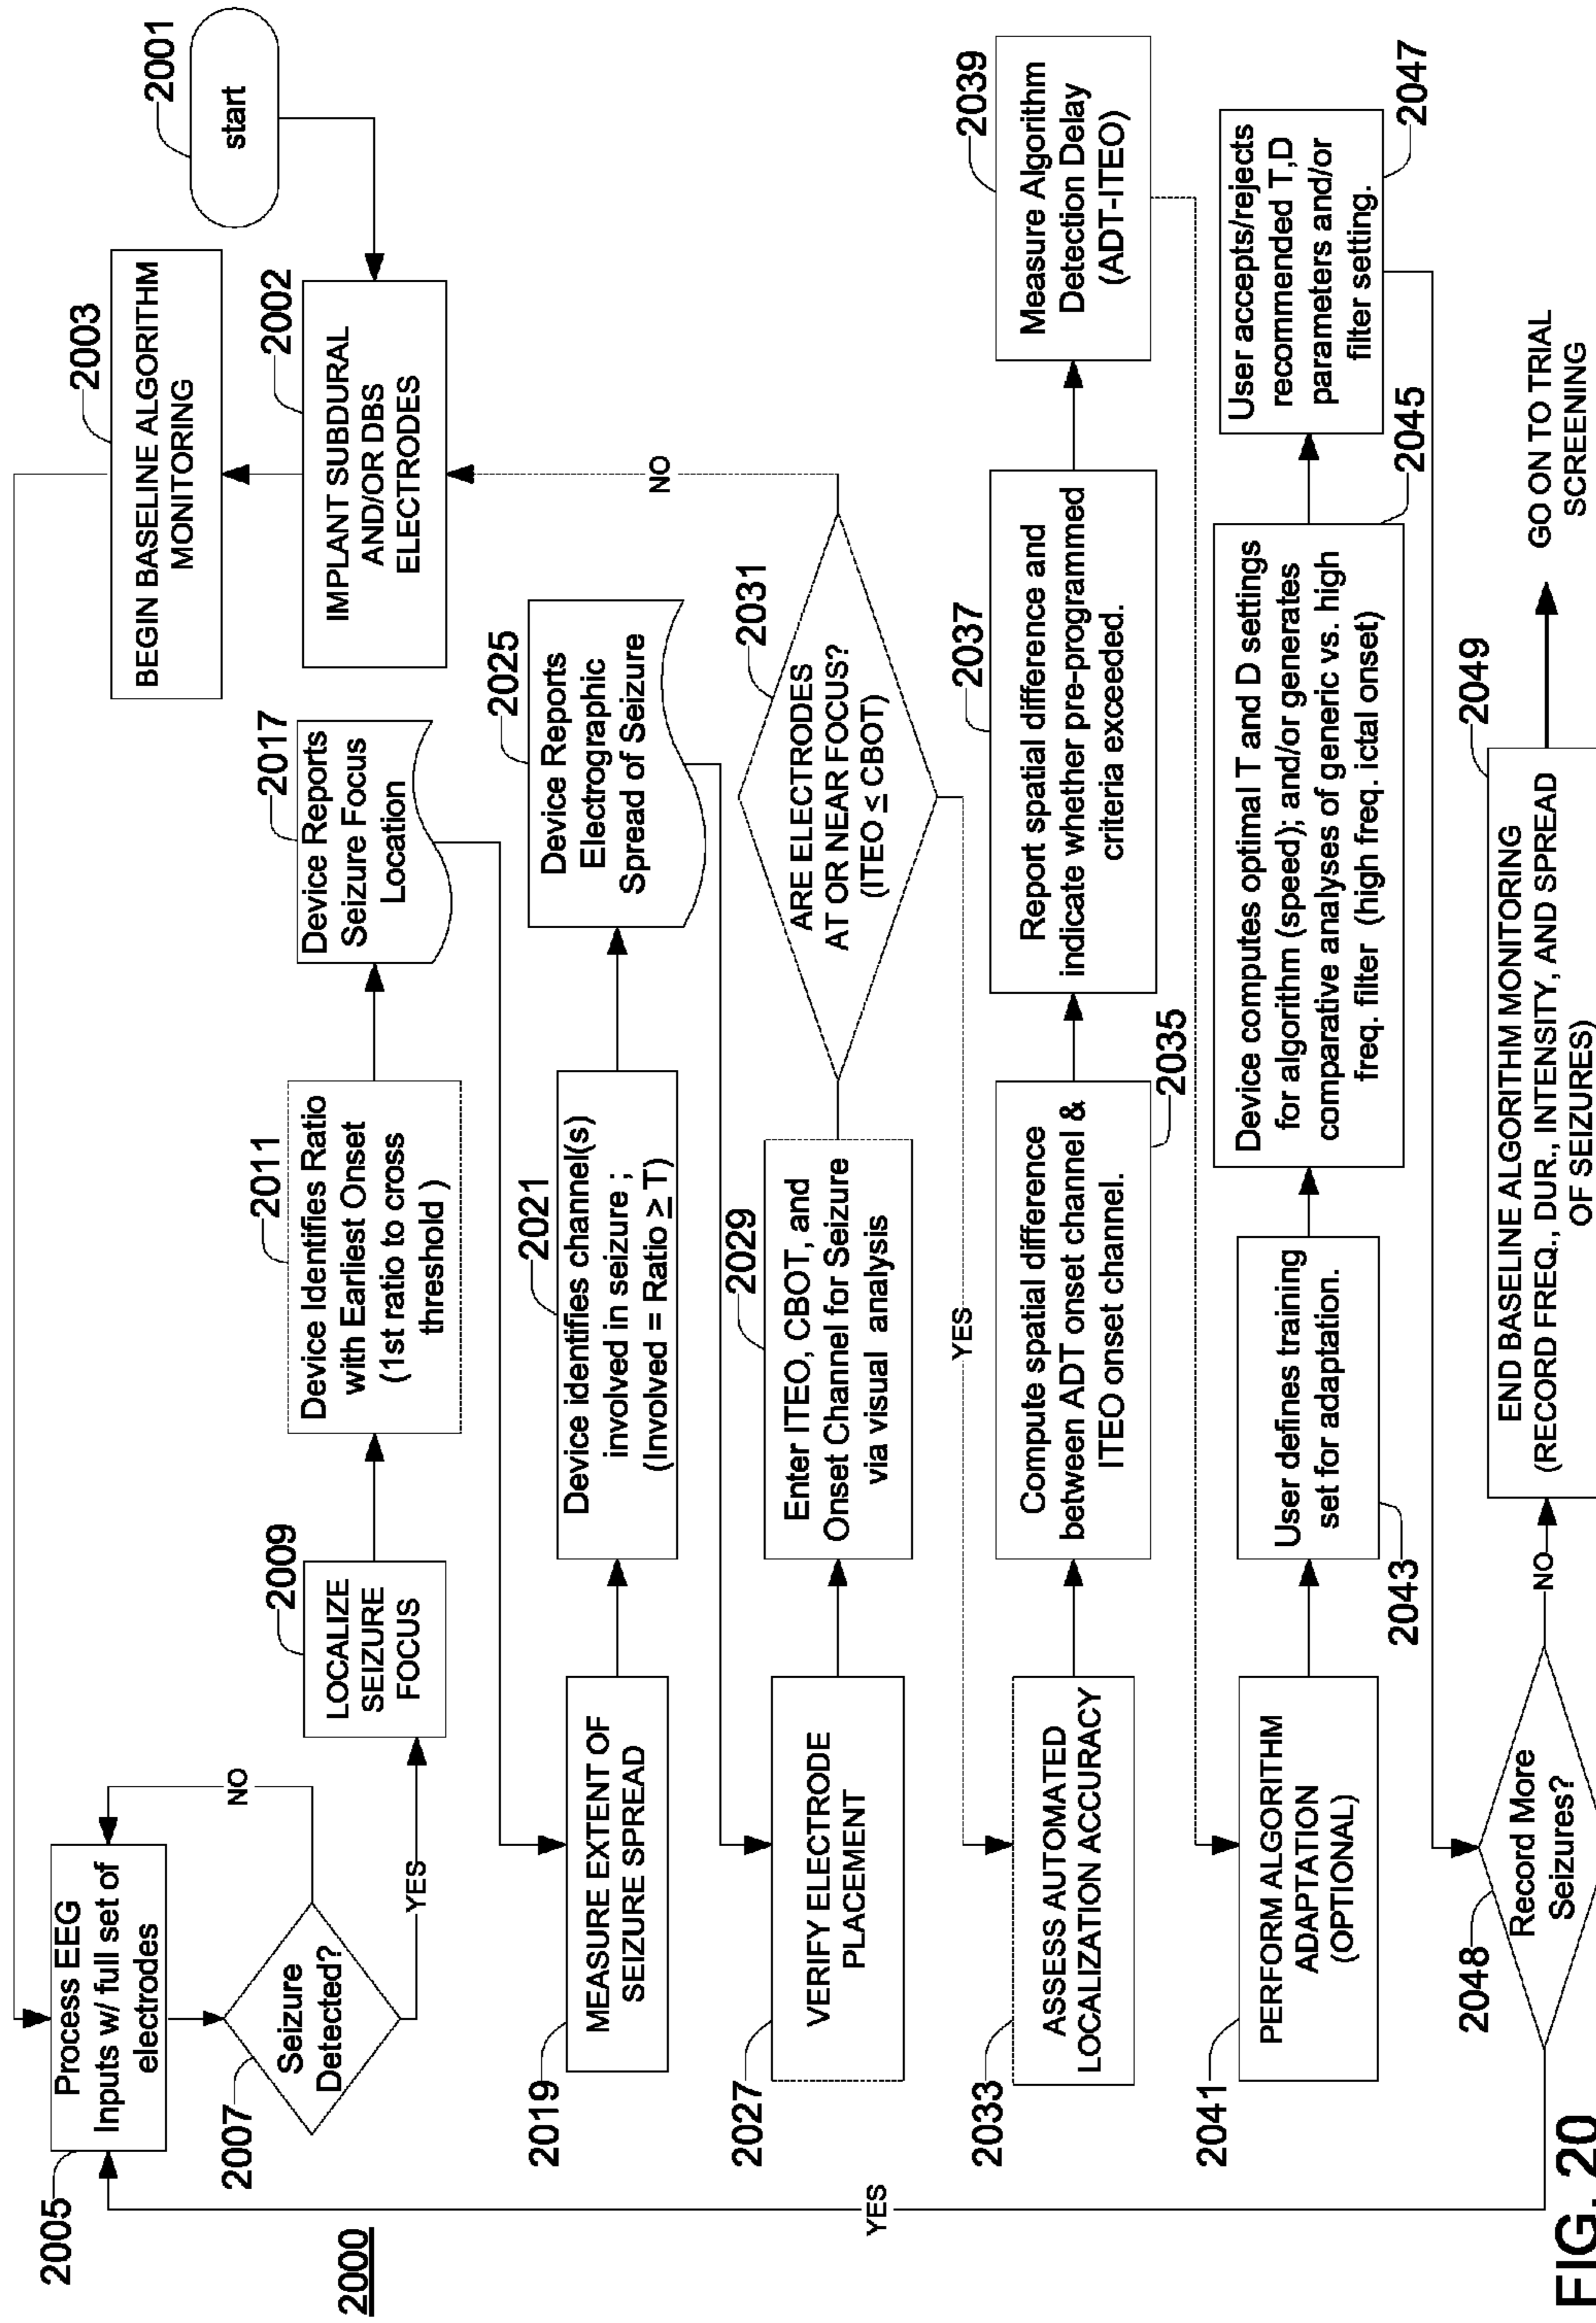 2001
start
2003
BEGIN BASELINE ALGORITHM
MONITORING
2002
IMPLANT SUBDURAL
AND/OR DBS
ELECTRODES
2005
Process EEG
Inputs w/ full set of
electrodes
2000
2007
Seizure
Detected?
NO
YES
2009
LOCALIZE
SEIZURE
FOCUS
2011
Device Identifies Ratio
with Earliest Onset
(1st ratio to cross
threshold )
2017
Device Reports
Seizure Focus
Location
2019
MEASURE EXTENT OF
SEIZURE SPREAD
2021
Device identifies channel(s)
involved in seizure ;
(Involved = Ratio ≥ T)
2025
Device Reports
Electrographic
Spread of Seizure
2027
VERIFY ELECTRODE
PLACEMENT
2029
Enter ITEO, CBOT, and
Onset Channel for Seizure
via visual analysis
2031
ARE ELECTRODES
AT OR NEAR FOCUS?
(ITEO ≤ CBOT)
NO
YES
2033
ASSESS AUTOMATED
LOCALIZATION ACCURACY
2035
Compute spatial difference
between ADT onset channel &
ITEO onset channel.
2037
Report spatial difference and
indicate whether pre-programmed
criteria exceeded.
2039
Measure Algorithm
Detection Delay
(ADT-ITEO)
2041
PERFORM ALGORITHM
ADAPTATION
(OPTIONAL)
2043
User defines training
set for adaptation.
2045
Device computes optimal T and D settings
for algorithm (speed); and/or generates
comparative analyses of generic vs. high
freq. filter (high freq. ictal onset)
2047
User accepts/rejects
recommended T,D
parameters and/or
filter setting.
2048
Record More
Seizures?
YES
NO
2049
END BASELINE ALGORITHM MONITORING
(RECORD FREQ., DUR., INTENSITY, AND SPREAD
OF SEIZURES)
GO ON TO TRIAL
SCREENING
FIG. 20